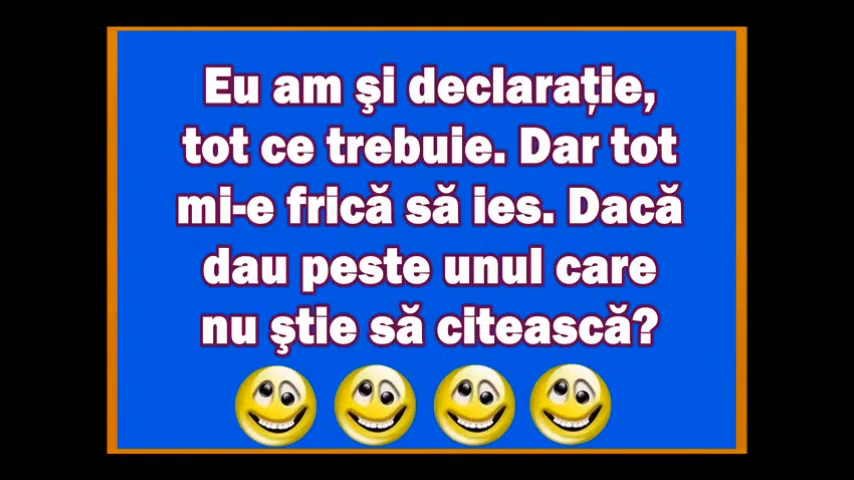 Eu am şi declaraţie,
tot ce trebuie. Dar tot
mi-e frică să ies. Dacă
dau peste unul care
nu ştie să citească?